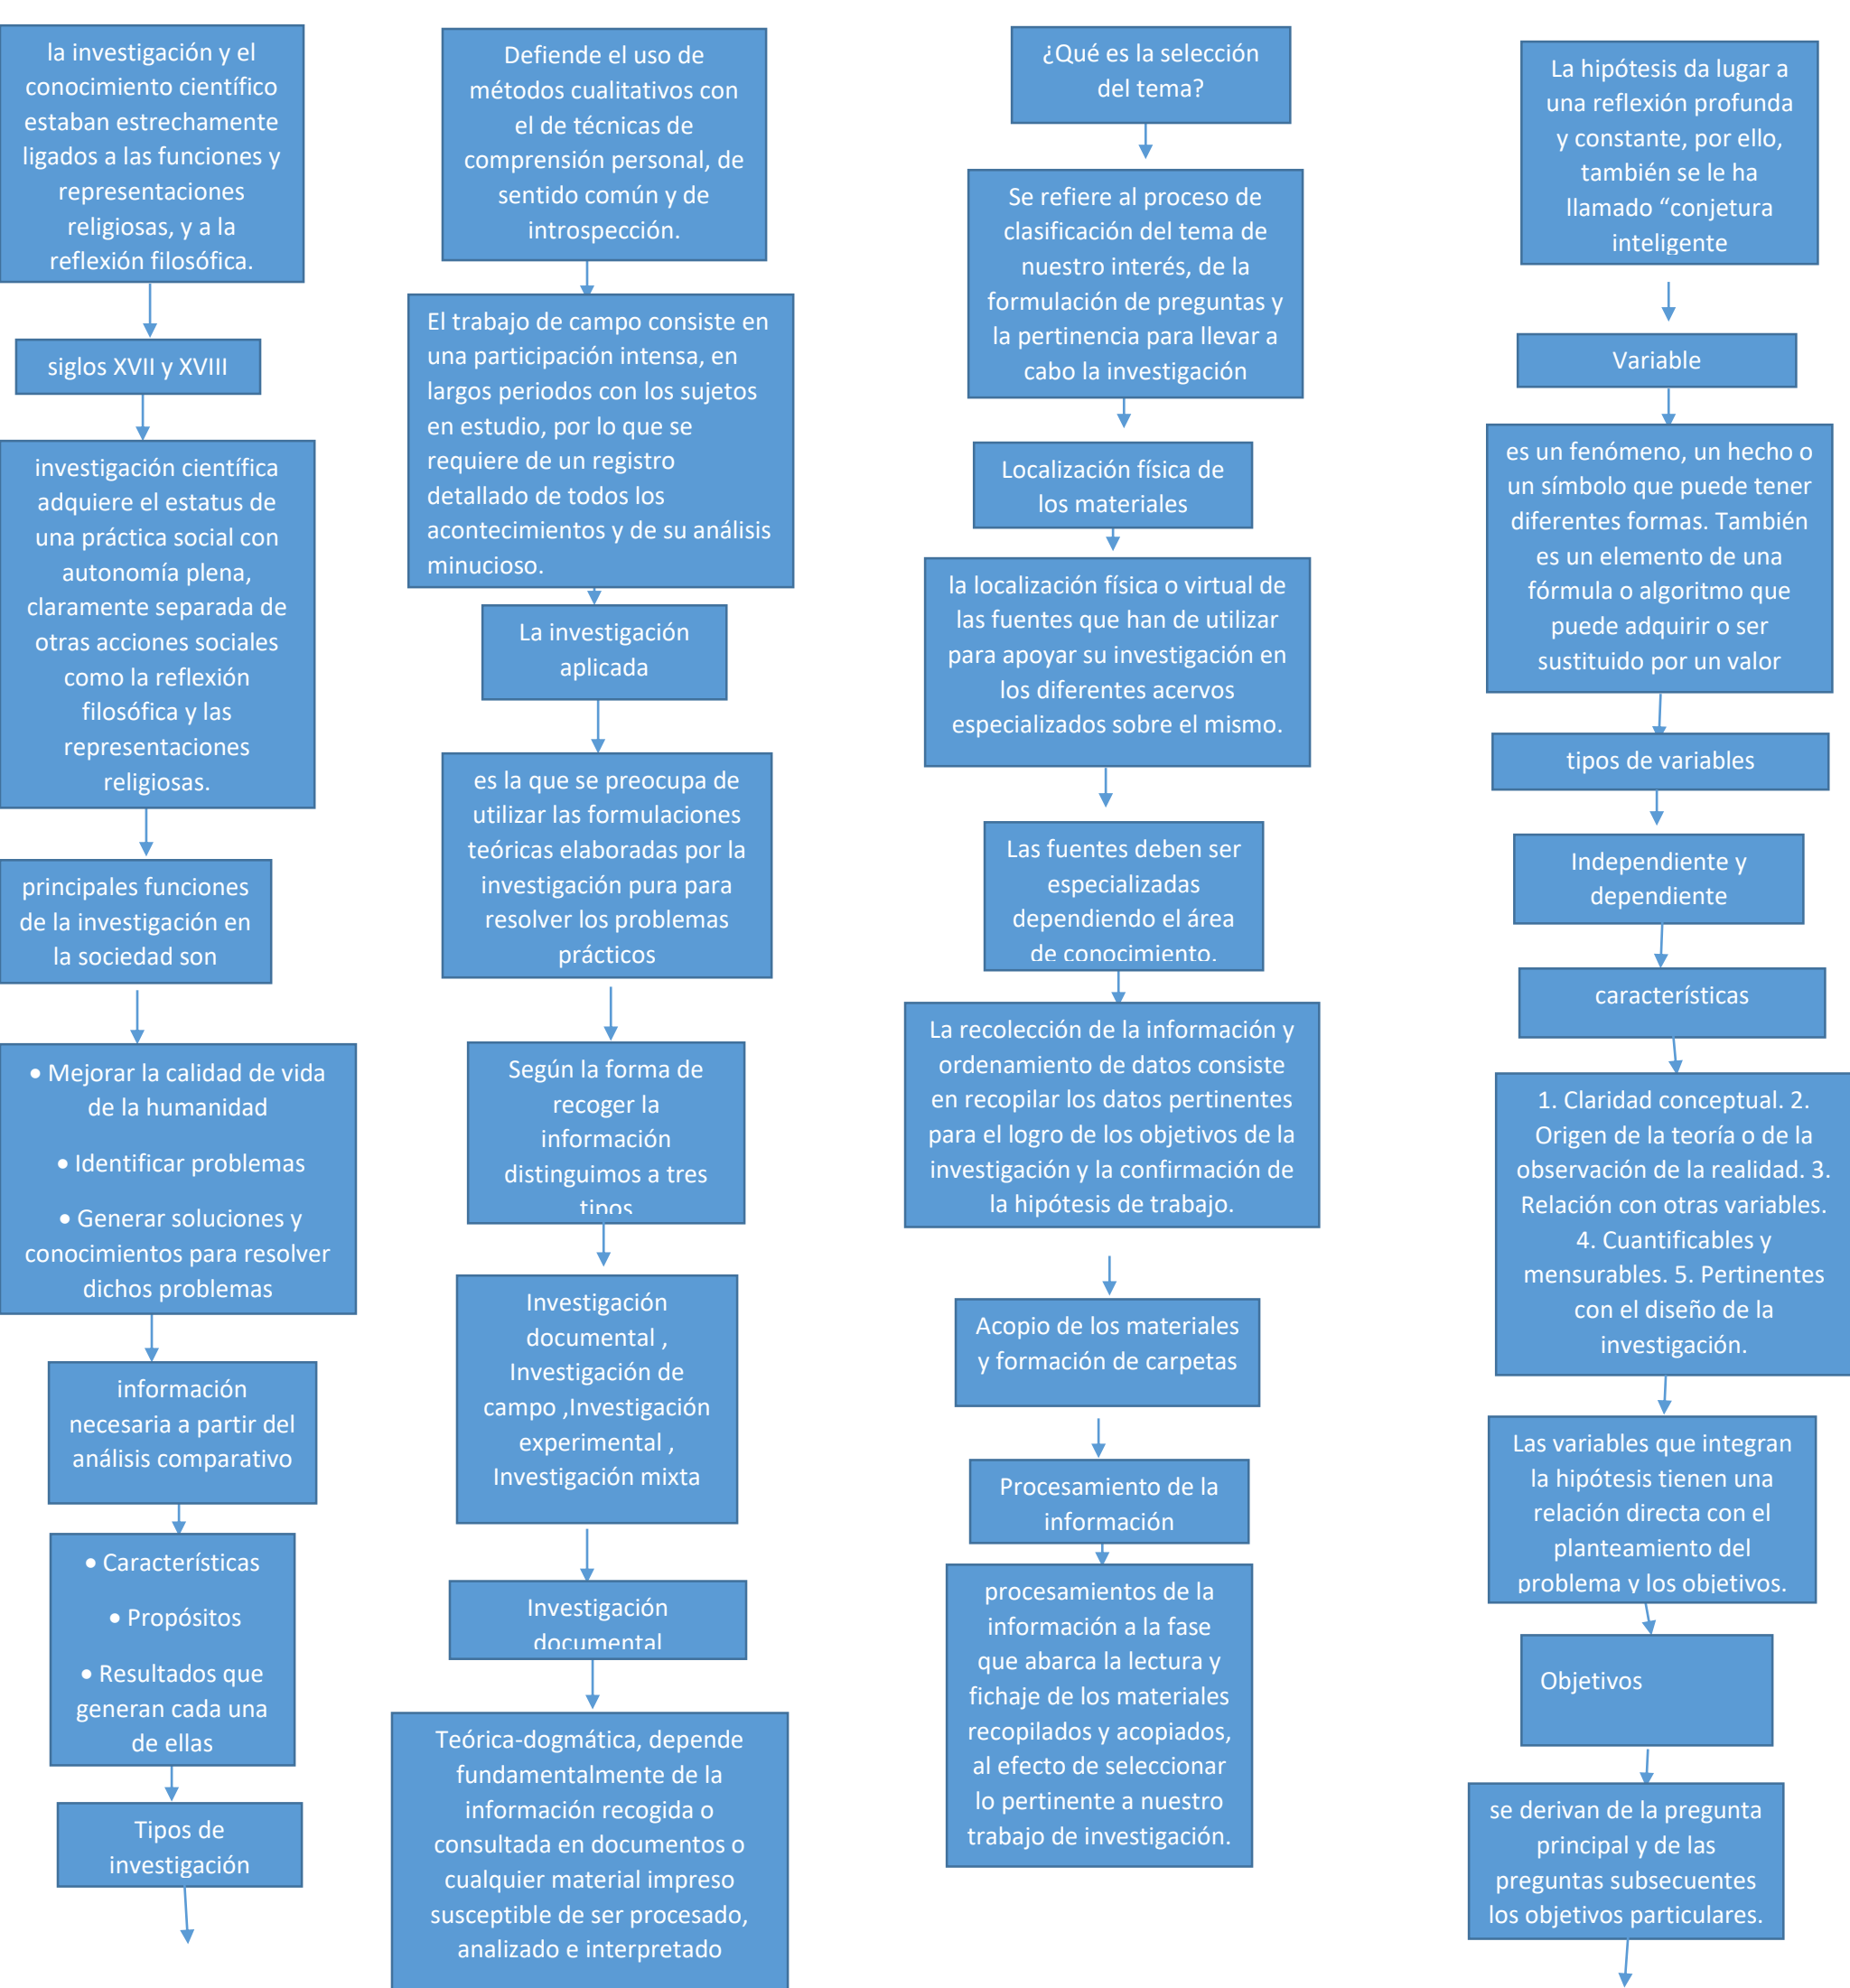 la investigación y el
conocimiento científico
estaban estrechamente
ligados a las funciones y
representaciones
religiosas, y a la
reflexión filosófica.
siglos XVII y XVIII
investigación científica
adquiere el estatus de
una práctica social con
autonomía plena,
claramente separada de
otras acciones sociales
como la reflexión
filosófica y las
representaciones
religiosas.
principales funciones
de la investigación en
la sociedad son
• Mejorar la calidad de vida
de la humanidad
• Identificar problemas
• Generar soluciones y
conocimientos para resolver
dichos problemas
información
necesaria a partir del
análisis comparativo
• Características
• Propósitos
• Resultados que
generan cada una
de ellas
Tipos de
investigación
Defiende el uso de
métodos cualitativos con
el de técnicas de
comprensión personal, de
sentido común y de
introspección.
El trabajo de campo consiste en
una participación intensa, en
largos periodos con los sujetos
en estudio, por lo que se
requiere de un registro
detallado de todos los
acontecimientos y de su análisis
minucioso.
La investigación
aplicada
es la que se preocupa de
utilizar las formulaciones
teóricas elaboradas por la
investigación pura para
resolver los problemas
prácticos
Según la forma de
recoger la
información
distinguimos a tres
tipos
Investigación
documental ,
Investigación de
campo ,Investigación
experimental ,
Investigación mixta
Investigación
documental
Teórica-dogmática, depende
fundamentalmente de la
información recogida o
consultada en documentos o
cualquier material impreso
susceptible de ser procesado,
analizado e interpretado
¿Qué es la selección
del tema?
Se refiere al proceso de
clasificación del tema de
nuestro interés, de la
formulación de preguntas y
la pertinencia para llevar a
cabo la investigación
Localización física de
los materiales
la localización física o virtual de
las fuentes que han de utilizar
para apoyar su investigación en
los diferentes acervos
especializados sobre el mismo.
Las fuentes deben ser
especializadas
dependiendo el área
de conocimiento.
La recolección de la información y
ordenamiento de datos consiste
en recopilar los datos pertinentes
para el logro de los objetivos de la
investigación y la confirmación de
la hipótesis de trabajo.
Acopio de los materiales
y formación de carpetas
Procesamiento de la
información
procesamientos de la
información a la fase
que abarca la lectura y
fichaje de los materiales
recopilados y acopiados,
al efecto de seleccionar
lo pertinente a nuestro
trabajo de investigación.
La hipótesis da lugar a
una reflexión profunda
y constante, por ello,
también se le ha
llamado “conjetura
inteligente
Variable
es un fenómeno, un hecho o
un símbolo que puede tener
diferentes formas. También
es un elemento de una
fórmula o algoritmo que
puede adquirir o ser
sustituido por un valor
tipos de variables
Independiente y
dependiente
características
1. Claridad conceptual. 2.
Origen de la teoría o de la
observación de la realidad. 3.
Relación con otras variables.
4. Cuantificables y
mensurables. 5. Pertinentes
con el diseño de la
investigación.
Las variables que integran
la hipótesis tienen una
relación directa con el
planteamiento del
problema y los objetivos.
Objetivos
se derivan de la pregunta
principal y de las
preguntas subsecuentes
los objetivos particulares.